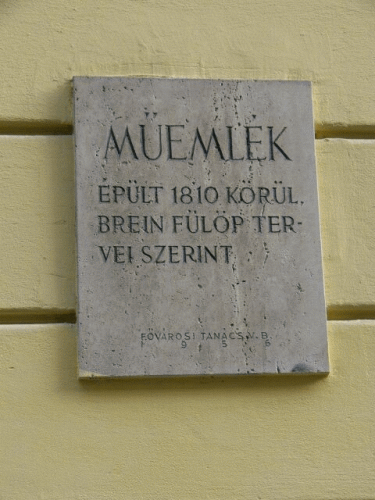 MŰEMLÉK
ÉPÜLT 1810 KÖRÜL,
BREIN FÜLÖP TER-
VEI SZERINT
FŐVÁROSI TANÁCS V. B.
1956